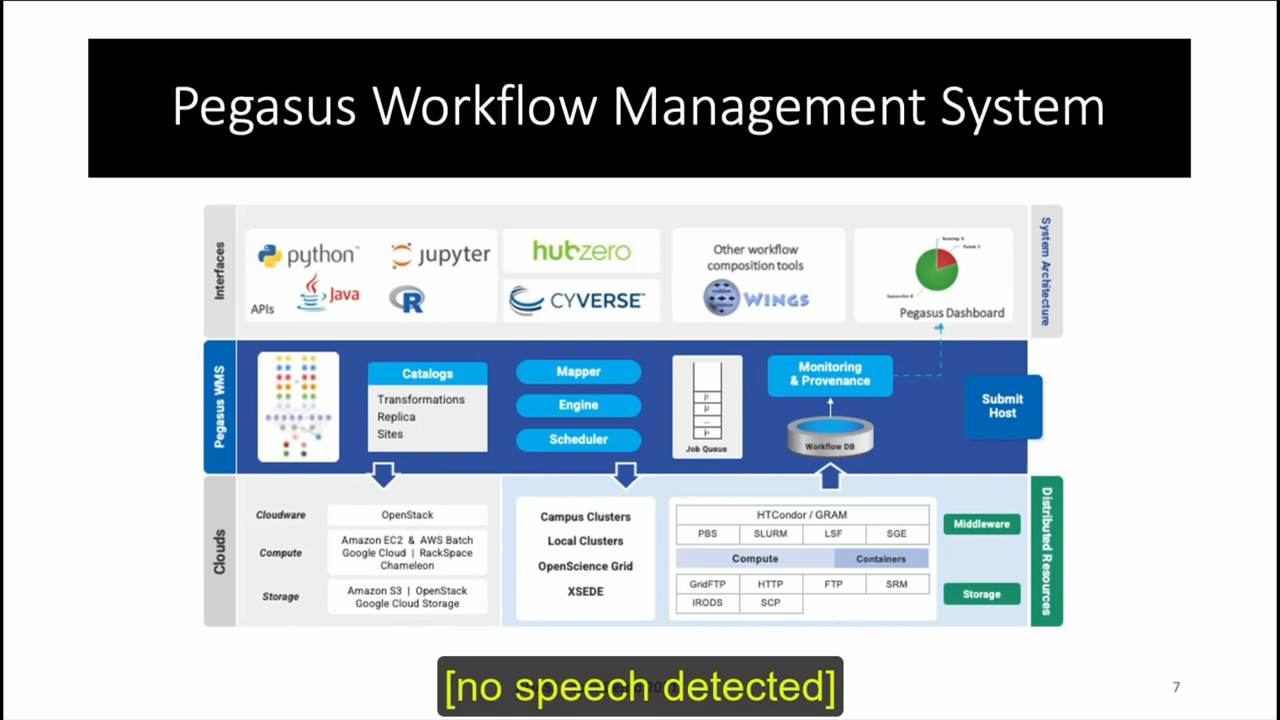 Pegasus Workflow Management System
Interfaces
python
jupyter
Java
R
APIs
hubzero
CYVERSE
Other workflow
composition tools
WINGS
Pegasus Dashboard
System Architecture
Pegasus WMS
Catalogs
Transformations
Replica
Sites
Mapper
Engine
Scheduler
Job Queue
Monitoring
& Provenance
Workflow DB
Submit
Host
Clouds
Cloudware
OpenStack
Compute
Amazon EC2 & AWS Batch
Google Cloud | RackSpace
Chameleon
Storage
Amazon S3 | OpenStack
Google Cloud Storage
Campus Clusters
Local Clusters
OpenScience Grid
XSEDE
HTCondor / GRAM
PBS SLURM LSF SGE
Compute Containers
GridFTP HTTP FTP SRM
IRODS SCP
Middleware
Storage
Distributed Resources
[no speech detected]
7